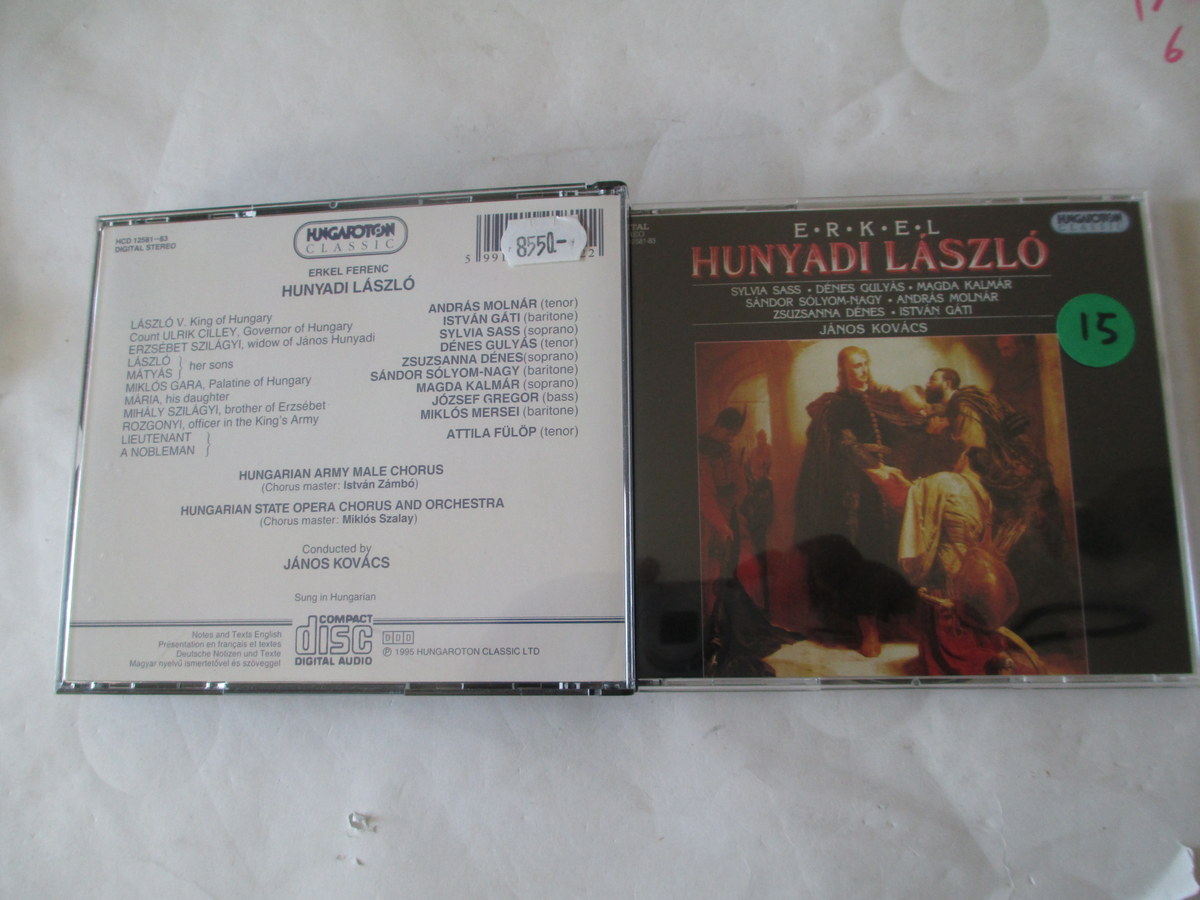 HCD 12581-83
DIGITAL STEREO
HUNGAROTON
CLASSIC
8550.-
5 991
2
ERKEL FERENC
HUNYADI LÁSZLÓ
LÁSZLÓ V. King of Hungary
ANDRÁS MOLNÁR (tenor)
Count ULRIK CILLEY, Governor of Hungary
ISTVÁN GÁTI (baritone)
ERZSÉBET SZILÁGYI, widow of János Hunyadi
SYLVIA SASS (soprano)
LÁSZLÓ } her sons
DÉNES GULYÁS (tenor)
MÁTYÁS
ZSUZSANNA DÉNES(soprano)
MIKLÓS GARA, Palatine of Hungary
SÁNDOR SÓLYOM-NAGY (baritone)
MÁRIA, his daughter
MAGDA KALMÁR (soprano)
MIHÁLY SZILÁGYI, brother of Erzsébet
JÓZSEF GREGOR (bass)
ROZGONYI, officer in the King's Army
MIKLÓS MERSEI (baritone)
LIEUTENANT }
A NOBLEMAN
ATTILA FÜLÖP (tenor)
HUNGARIAN ARMY MALE CHORUS
(Chorus master: István Zámbó)
HUNGARIAN STATE OPERA CHORUS AND ORCHESTRA
(Chorus master: Miklós Szalay)
Conducted by
JÁNOS KOVÁCS
Sung in Hungarian
Notes and Texts English
Présentation en français et textes
Deutsche Notizen und Texte
Magyar nyelvű ismertetővel és szöveggel
COMPACT
disc
DIGITAL AUDIO
DDD
℗ 1995 HUNGAROTON CLASSIC LTD
E•R•K•E•L
HUNYADI LÁSZLÓ
HUNGAROTON
CLASSIC
SYLVIA SASS • DÉNES GULYÁS • MAGDA KALMÁR
SÁNDOR SÓLYOM-NAGY • ANDRÁS MOLNÁR
ZSUZSANNA DÉNES • ISTVÁN GÁTI
JÁNOS KOVÁCS
15
6